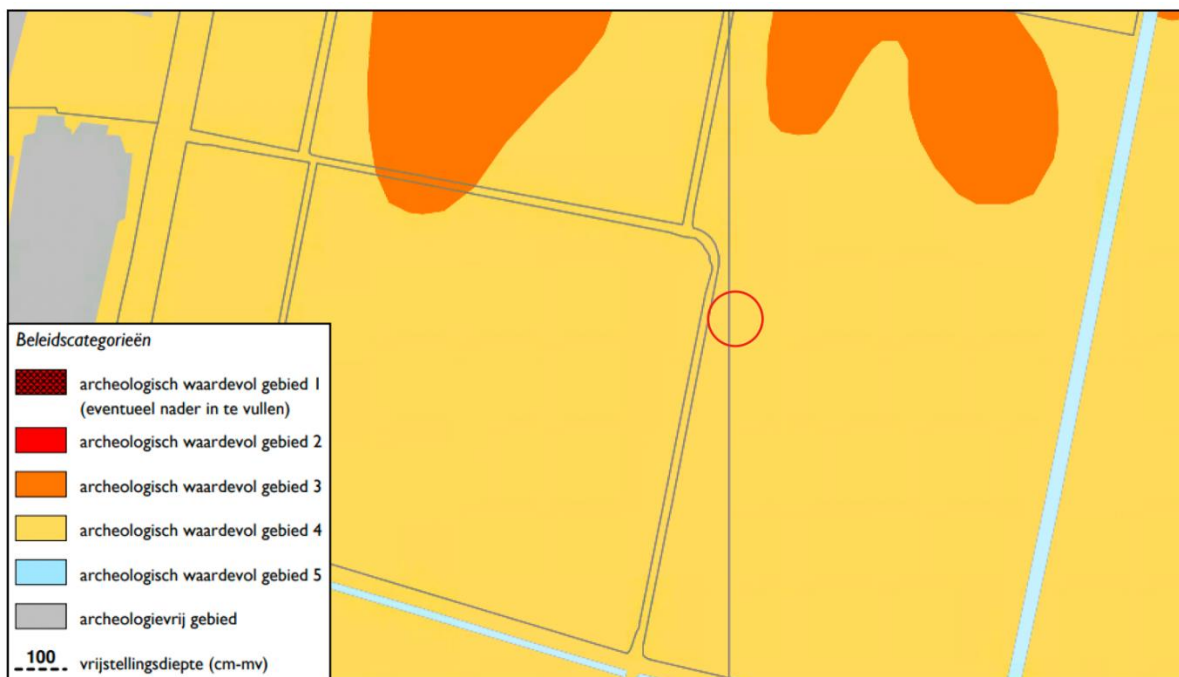 Beleidscategorieën
archeologisch waardevol gebied 1
(eventueel nader in te vullen)
archeologisch waardevol gebied 2
archeologisch waardevol gebied 3
archeologisch waardevol gebied 4
archeologisch waardevol gebied 5
archeologievrij gebied
100 vrijstellingsdiepte (cm-mv)